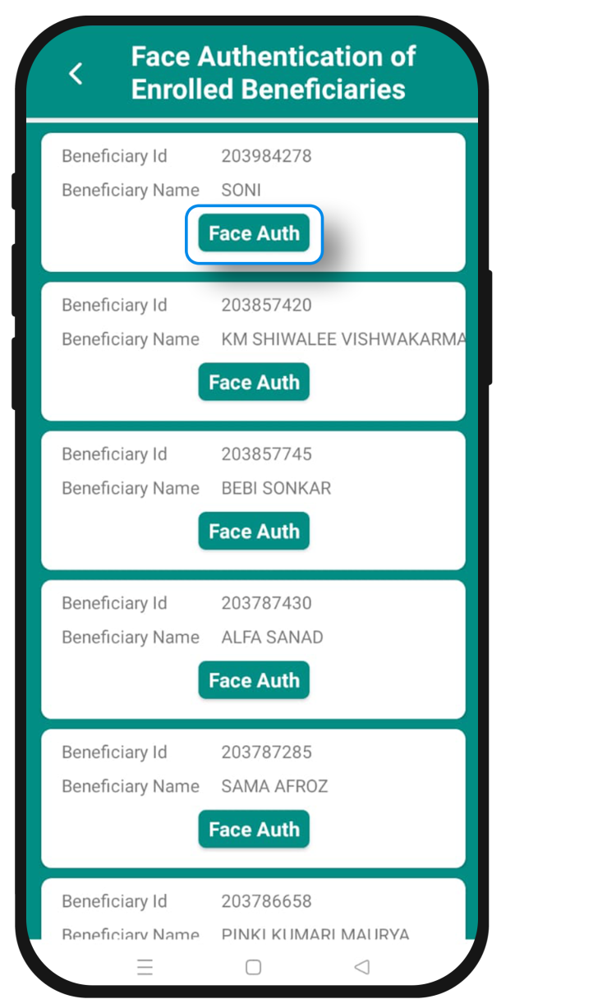 Face Authentication of
Enrolled Beneficiaries
Beneficiary Id 203984278
Beneficiary Name SONI
Face Auth
Beneficiary Id 203857420
Beneficiary Name KM SHIWALEE VISHWAKARMA
Face Auth
Beneficiary Id 203857745
Beneficiary Name BEBI SONKAR
Face Auth
Beneficiary Id 203787430
Beneficiary Name ALFA SANAD
Face Auth
Beneficiary Id 203787285
Beneficiary Name SAMA AFROZ
Face Auth
Beneficiary Id 203786658
Beneficiary Name PINKI KUMARI MAURYA